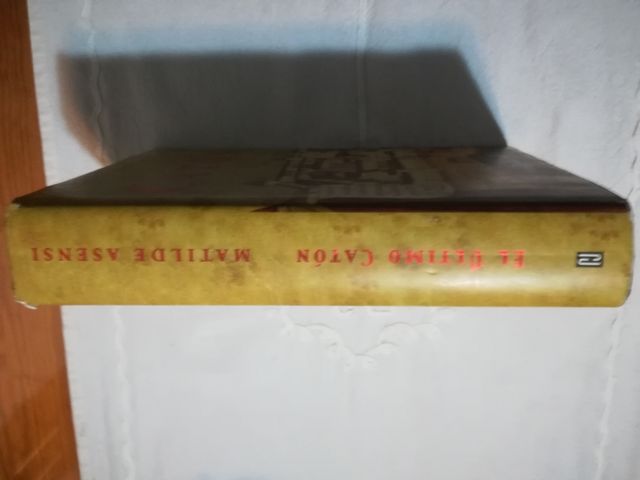 EL ÚLTIMO CATÓN MATILDE ASENSI